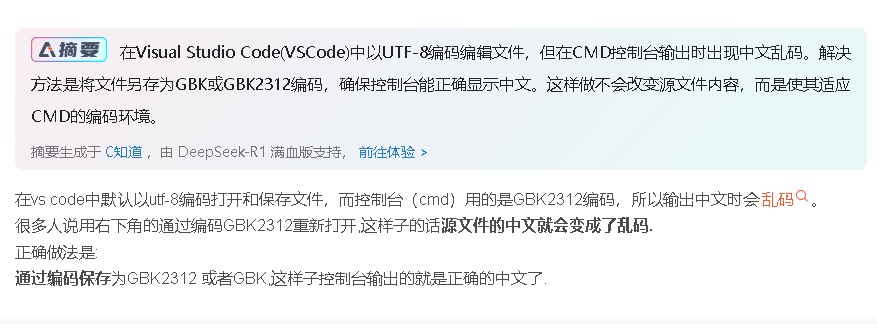 摘要 在Visual Studio Code(VSCode)中以UTF-8编码编辑文件，但在CMD控制台输出时出现中文乱码。解决
方法是将文件另存为GBK或GBK2312编码，确保控制台能正确显示中文。这样做不会改变源文件内容，而是使其适应
CMD的编码环境。
摘要生成于 C知道 ，由 DeepSeek-R1 满血版支持， 前往体验 >
在vs code中默认以utf-8编码打开和保存文件，而控制台（cmd）用的是GBK2312编码，所以输出中文时会乱码。
很多人说用右下角的通过编码GBK2312重新打开,这样子的话源文件的中文就会变成了乱码.
正确做法是:
通过编码保存为GBK2312 或者GBK,这样子控制台输出的就是正确的中文了.